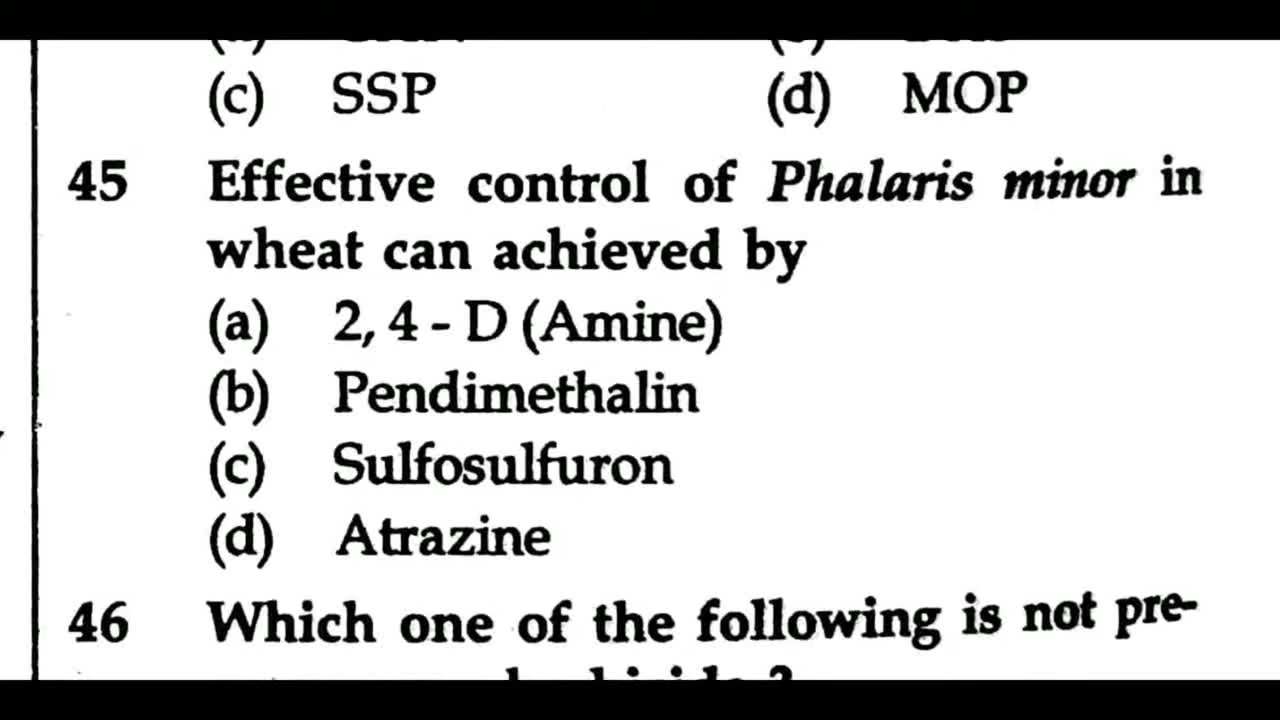 (c) SSP (d) MOP
45 Effective control of Phalaris minor in
wheat can achieved by
(a) 2, 4 - D (Amine)
(b) Pendimethalin
(c) Sulfosulfuron
(d) Atrazine
46 Which one of the following is not pre-